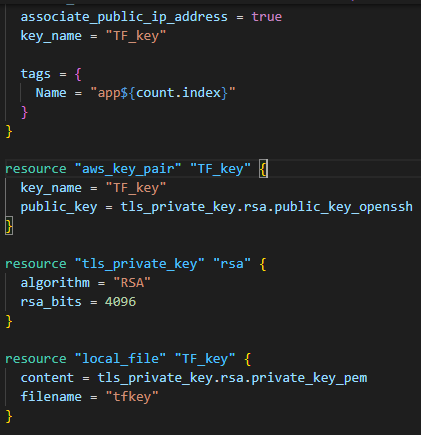 associate_public_ip_address = true
key_name = "TF_key"
tags = {
Name = "app${count.index}"
}
}
resource "aws_key_pair" "TF_key" {
key_name = "TF_key"
public_key = tls_private_key.rsa.public_key_openssh
}
resource "tls_private_key" "rsa" {
algorithm = "RSA"
rsa_bits = 4096
}
resource "local_file" "TF_key" {
content = tls_private_key.rsa.private_key_pem
filename = "tfkey"
}